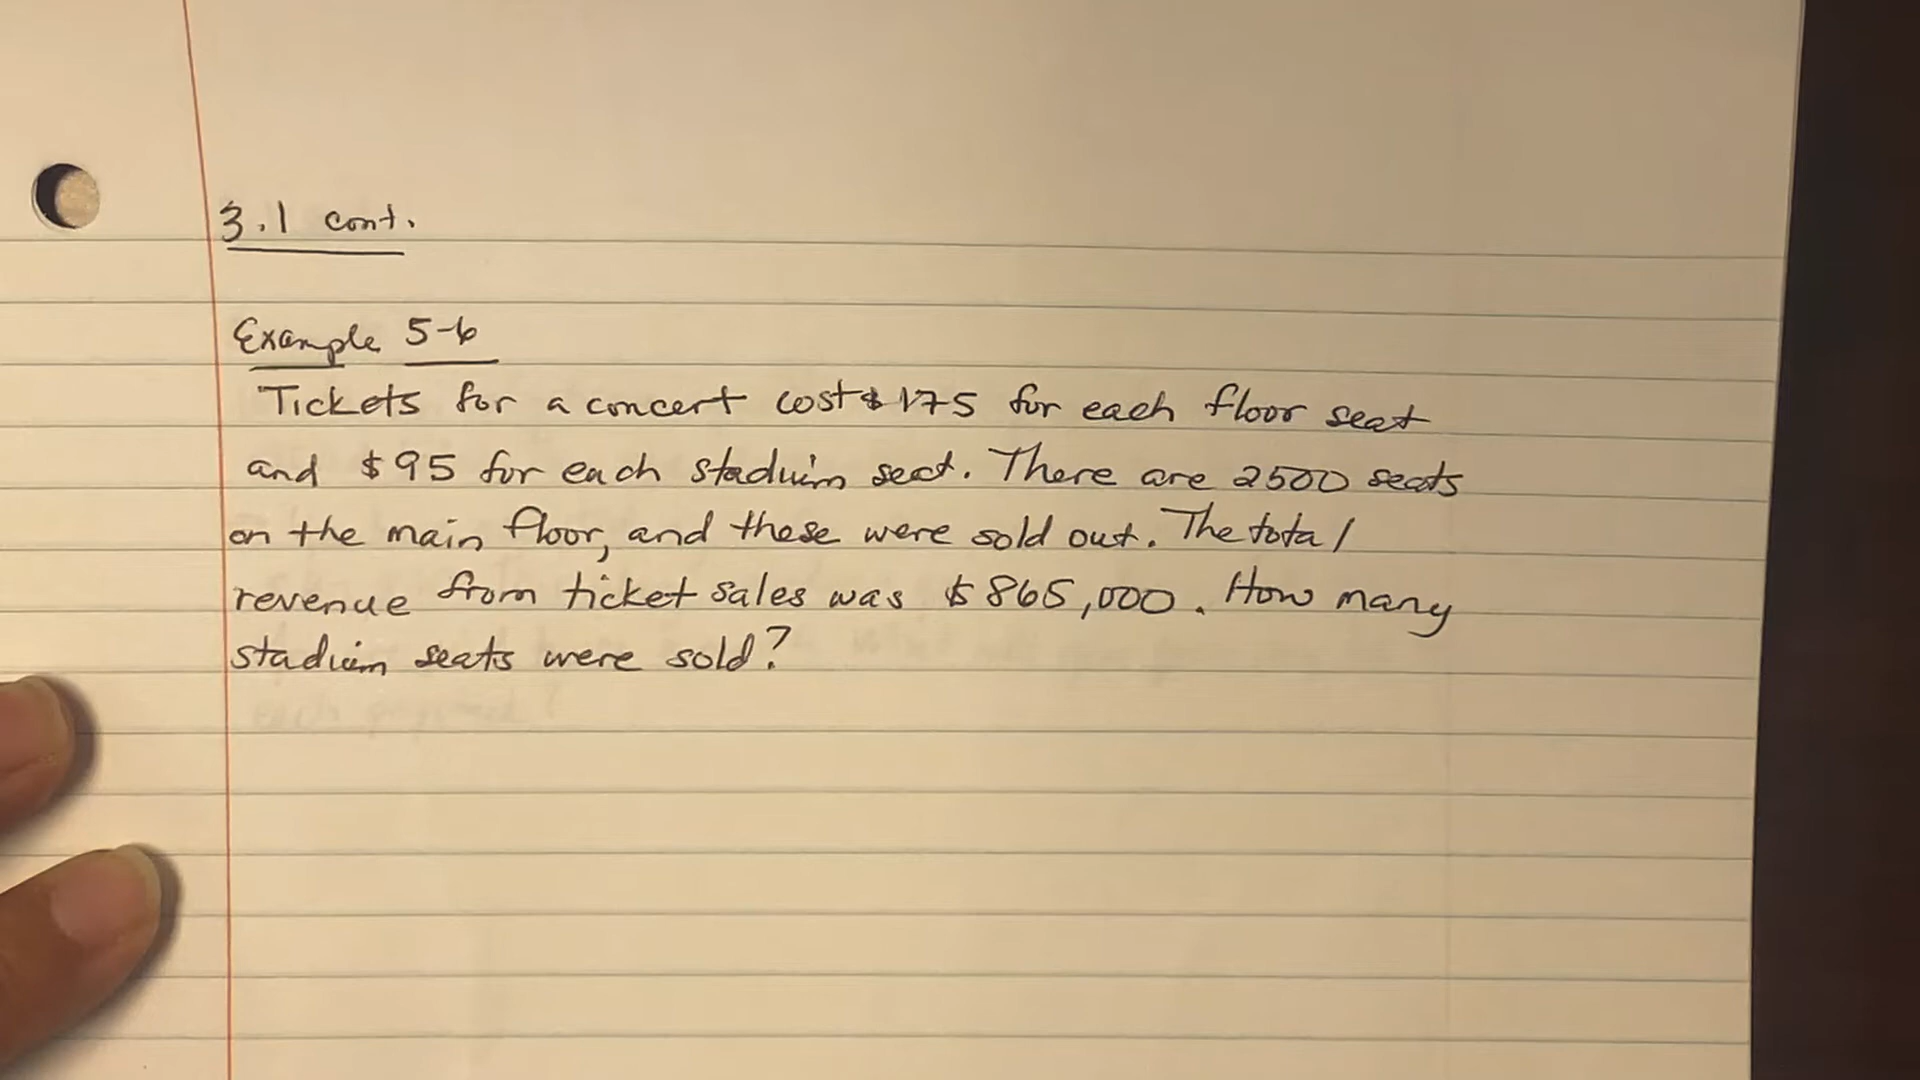 3.1 cont.
Example 5-6
Tickets for a concert cost $175 for each floor seat
and $95 for each stadium seat. There are 2500 seats
on the main floor, and these were sold out. The total
revenue from ticket sales was $865,000. How many
stadium seats were sold?